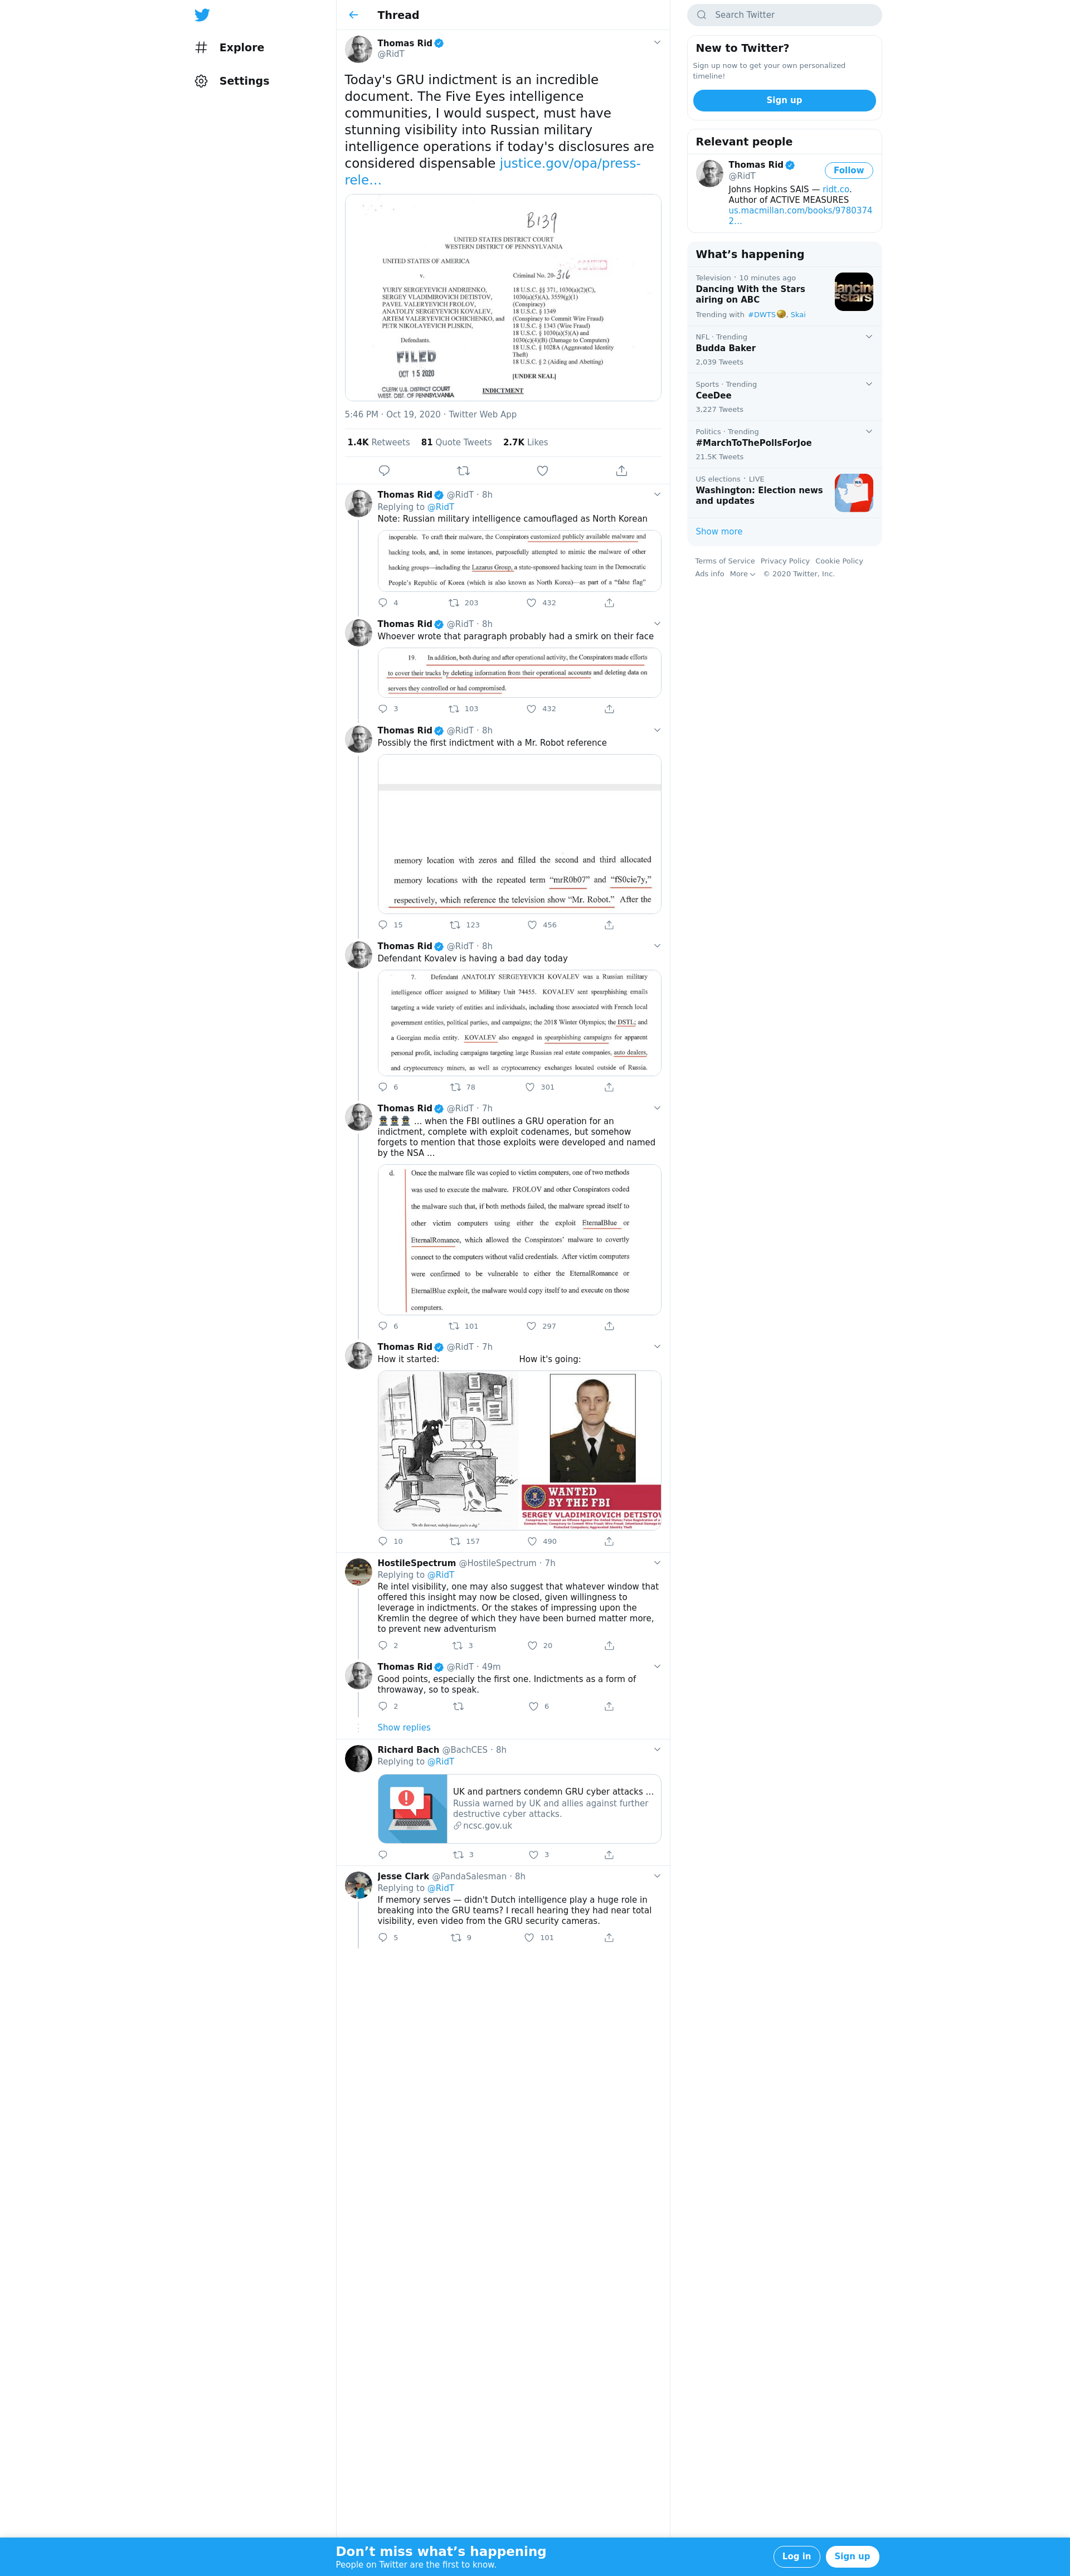 Explore
Settings
Thread
Thomas Rid
@RidT
Today's GRU indictment is an incredible
document. The Five Eyes intelligence
communities, I would suspect, must have
stunning visibility into Russian military
intelligence operations if today's disclosures are
considered dispensable justice.gov/opa/press-
rele…
B139
UNITED STATES DISTRICT COURT
WESTERN DISTRICT OF PENNSYLVANIA
UNITED STATES OF AMERICA
v.
Criminal No. 20-316
YURIY SERGEYEVICH ANDRIENKO,
SERGEY VLADIMIROVICH DETISTOV,
PAVEL VALERYEVICH FROLOV,
ANATOLIY SERGEYEVICH KOVALEV,
ARTEM VALERYEVICH OCHICHENKO, and
PETR NIKOLAYEVICH PLISKIN,
Defendants.
18 U.S.C. §§ 371, 1030(a)(2)(C),
1030(a)(5)(A), 3559(g)(1)
(Conspiracy)
18 U.S.C. § 1349
(Conspiracy to Commit Wire Fraud)
18 U.S.C. § 1343 (Wire Fraud)
18 U.S.C. § 1030(a)(5)(A) and
1030(c)(4)(B) (Damage to Computers)
18 U.S.C. § 1028A (Aggravated Identity
Theft)
18 U.S.C. § 2 (Aiding and Abetting)
[UNDER SEAL]
FILED
OCT 15 2020
CLERK U.S. DISTRICT COURT
WEST. DIST. OF PENNSYLVANIA
INDICTMENT
5:46 PM · Oct 19, 2020 · Twitter Web App
1.4K Retweets 81 Quote Tweets 2.7K Likes
Thomas Rid @RidT · 8h
Replying to @RidT
Note: Russian military intelligence camouflaged as North Korean
inoperable. To craft their malware, the Conspirators customized publicly available malware and
hacking tools, and, in some instances, purposefully attempted to mimic the malware of other
hacking groups—including the Lazarus Group, a state-sponsored hacking team in the Democratic
People's Republic of Korea (which is also known as North Korea)—as part of a “false flag”
4 203 432
Thomas Rid @RidT · 8h
Whoever wrote that paragraph probably had a smirk on their face
19. In addition, both during and after operational activity, the Conspirators made efforts
to cover their tracks by deleting information from their operational accounts and deleting data on
servers they controlled or had compromised.
3 103 432
Thomas Rid @RidT · 8h
Possibly the first indictment with a Mr. Robot reference
memory location with zeros and filled the second and third allocated
memory locations with the repeated term “mrR0b07” and “fS0cie7y,”
respectively, which reference the television show “Mr. Robot.” After the
15 123 456
Thomas Rid @RidT · 8h
Defendant Kovalev is having a bad day today
7. Defendant ANATOLIY SERGEYEVICH KOVALEV was a Russian military
intelligence officer assigned to Military Unit 74455. KOVALEV sent spearphishing emails
targeting a wide variety of entities and individuals, including those associated with French local
government entities, political parties, and campaigns; the 2018 Winter Olympics; the DSTL; and
a Georgian media entity. KOVALEV also engaged in spearphishing campaigns for apparent
personal profit, including campaigns targeting large Russian real estate companies, auto dealers,
and cryptocurrency miners, as well as cryptocurrency exchanges located outside of Russia.
6 78 301
Thomas Rid @RidT · 7h
... when the FBI outlines a GRU operation for an
indictment, complete with exploit codenames, but somehow
forgets to mention that those exploits were developed and named
by the NSA ...
d. Once the malware file was copied to victim computers, one of two methods
was used to execute the malware. FROLOV and other Conspirators coded
the malware such that, if both methods failed, the malware spread itself to
other victim computers using either the exploit EternalBlue or
EternalRomance, which allowed the Conspirators' malware to covertly
connect to the computers without valid credentials. After victim computers
were confirmed to be vulnerable to either the EternalRomance or
EternalBlue exploit, the malware would copy itself to and execute on those
computers.
6 101 297
Thomas Rid @RidT · 7h
How it started: How it's going:
"On the Internet, nobody knows you're a dog."
WANTED
BY THE FBI
SERGEY VLADIMIROVICH DETISTOV
10 157 490
HostileSpectrum @HostileSpectrum · 7h
Replying to @RidT
Re intel visibility, one may also suggest that whatever window that
offered this insight may now be closed, given willingness to
leverage in indictments. Or the stakes of impressing upon the
Kremlin the degree of which they have been burned matter more,
to prevent new adventurism
2 3 20
Thomas Rid @RidT · 49m
Good points, especially the first one. Indictments as a form of
throwaway, so to speak.
2 6
Show replies
Richard Bach @BachCES · 8h
Replying to @RidT
UK and partners condemn GRU cyber attacks ...
Russia warned by UK and allies against further
destructive cyber attacks.
ncsc.gov.uk
3 3
Jesse Clark @PandaSalesman · 8h
Replying to @RidT
If memory serves — didn't Dutch intelligence play a huge role in
breaking into the GRU teams? I recall hearing they had near total
visibility, even video from the GRU security cameras.
5 9 101
Search Twitter
New to Twitter?
Sign up now to get your own personalized
timeline!
Sign up
Relevant people
Thomas Rid
@RidT
Follow
Johns Hopkins SAIS — ridt.co.
Author of ACTIVE MEASURES
us.macmillan.com/books/9780374
2…
What’s happening
Television · 10 minutes ago
Dancing With the Stars
airing on ABC
Trending with #DWTS, Skai
dancing
stars
NFL · Trending
Budda Baker
2,039 Tweets
Sports · Trending
CeeDee
3,227 Tweets
Politics · Trending
#MarchToThePollsForJoe
21.5K Tweets
US elections · LIVE
Washington: Election news
and updates
WA
Show more
Terms of Service Privacy Policy Cookie Policy
Ads info More © 2020 Twitter, Inc.
Don’t miss what’s happening
People on Twitter are the first to know.
Log in
Sign up